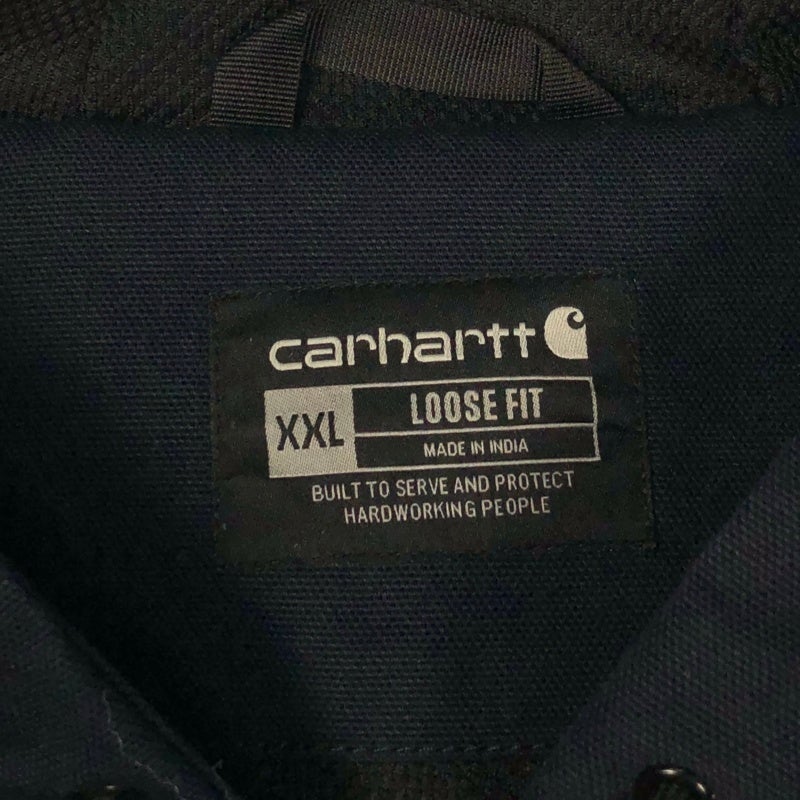 carhartt
XXL
LOOSE FIT
MADE IN INDIA
BUILT TO SERVE AND PROTECT
HARDWORKING PEOPLE